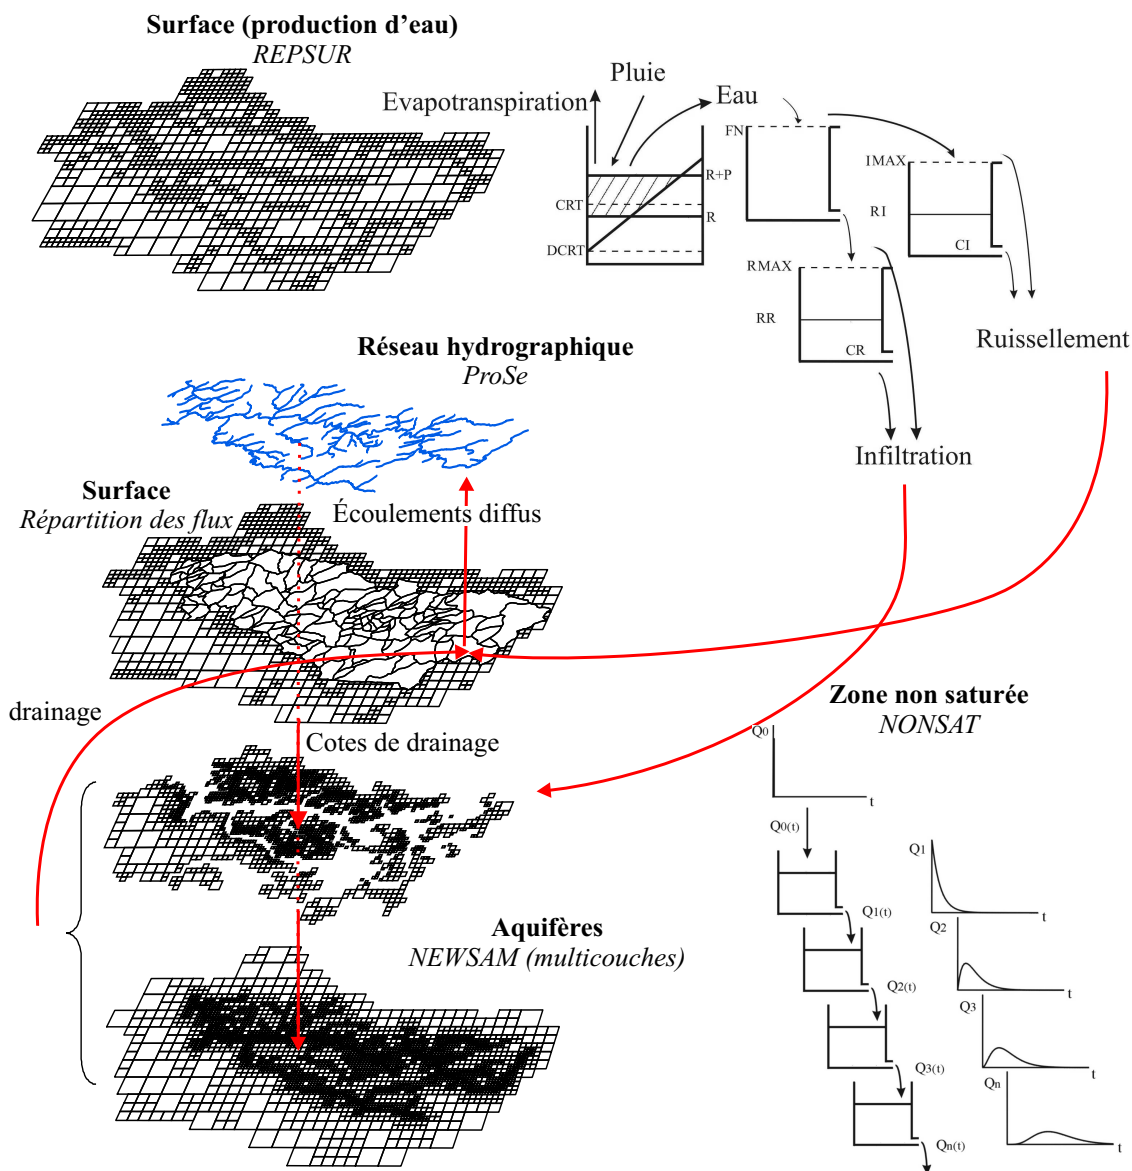 Surface (production d’eau)
REPSUR
Pluie
Evapotranspiration
Eau
FN
IMAX
R+P
CRT
R
RI
CI
DCRT
RMAX
RR
CR
Ruissellement
Réseau hydrographique
ProSe
Infiltration
Surface
Répartition des flux
Écoulements diffus
drainage
Cotes de drainage
Zone non saturée
NONSAT
Q0
t
Q0(t)
Q1
t
Q1(t)
Q2
t
Q2(t)
Q3
t
Q3(t)
Qn
t
Qn(t)
Aquifères
NEWSAM (multicouches)